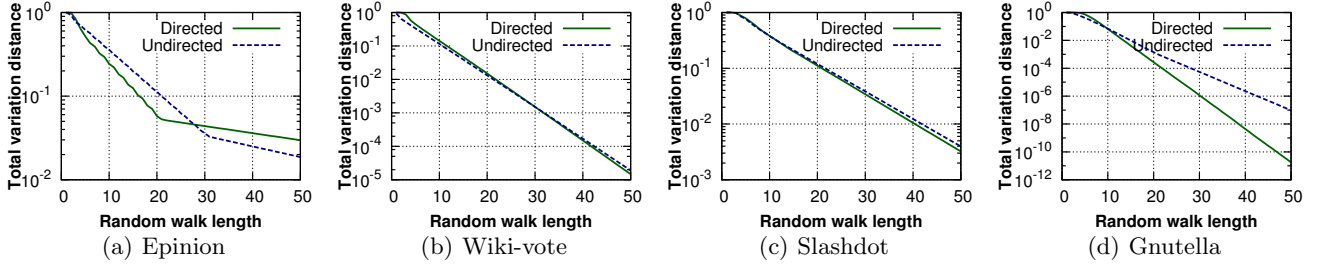 Total variation distance
10^0
10^-1
10^-2
Directed
Undirected
0 10 20 30 40 50
Random walk length
(a) Epinion
Total variation distance
10^0
10^-1
10^-2
10^-3
10^-4
10^-5
Directed
Undirected
0 10 20 30 40 50
Random walk length
(b) Wiki-vote
Total variation distance
10^0
10^-1
10^-2
10^-3
Directed
Undirected
0 10 20 30 40 50
Random walk length
(c) Slashdot
Total variation distance
10^0
10^-2
10^-4
10^-6
10^-8
10^-10
10^-12
Directed
Undirected
0 10 20 30 40 50
Random walk length
(d) Gnutella